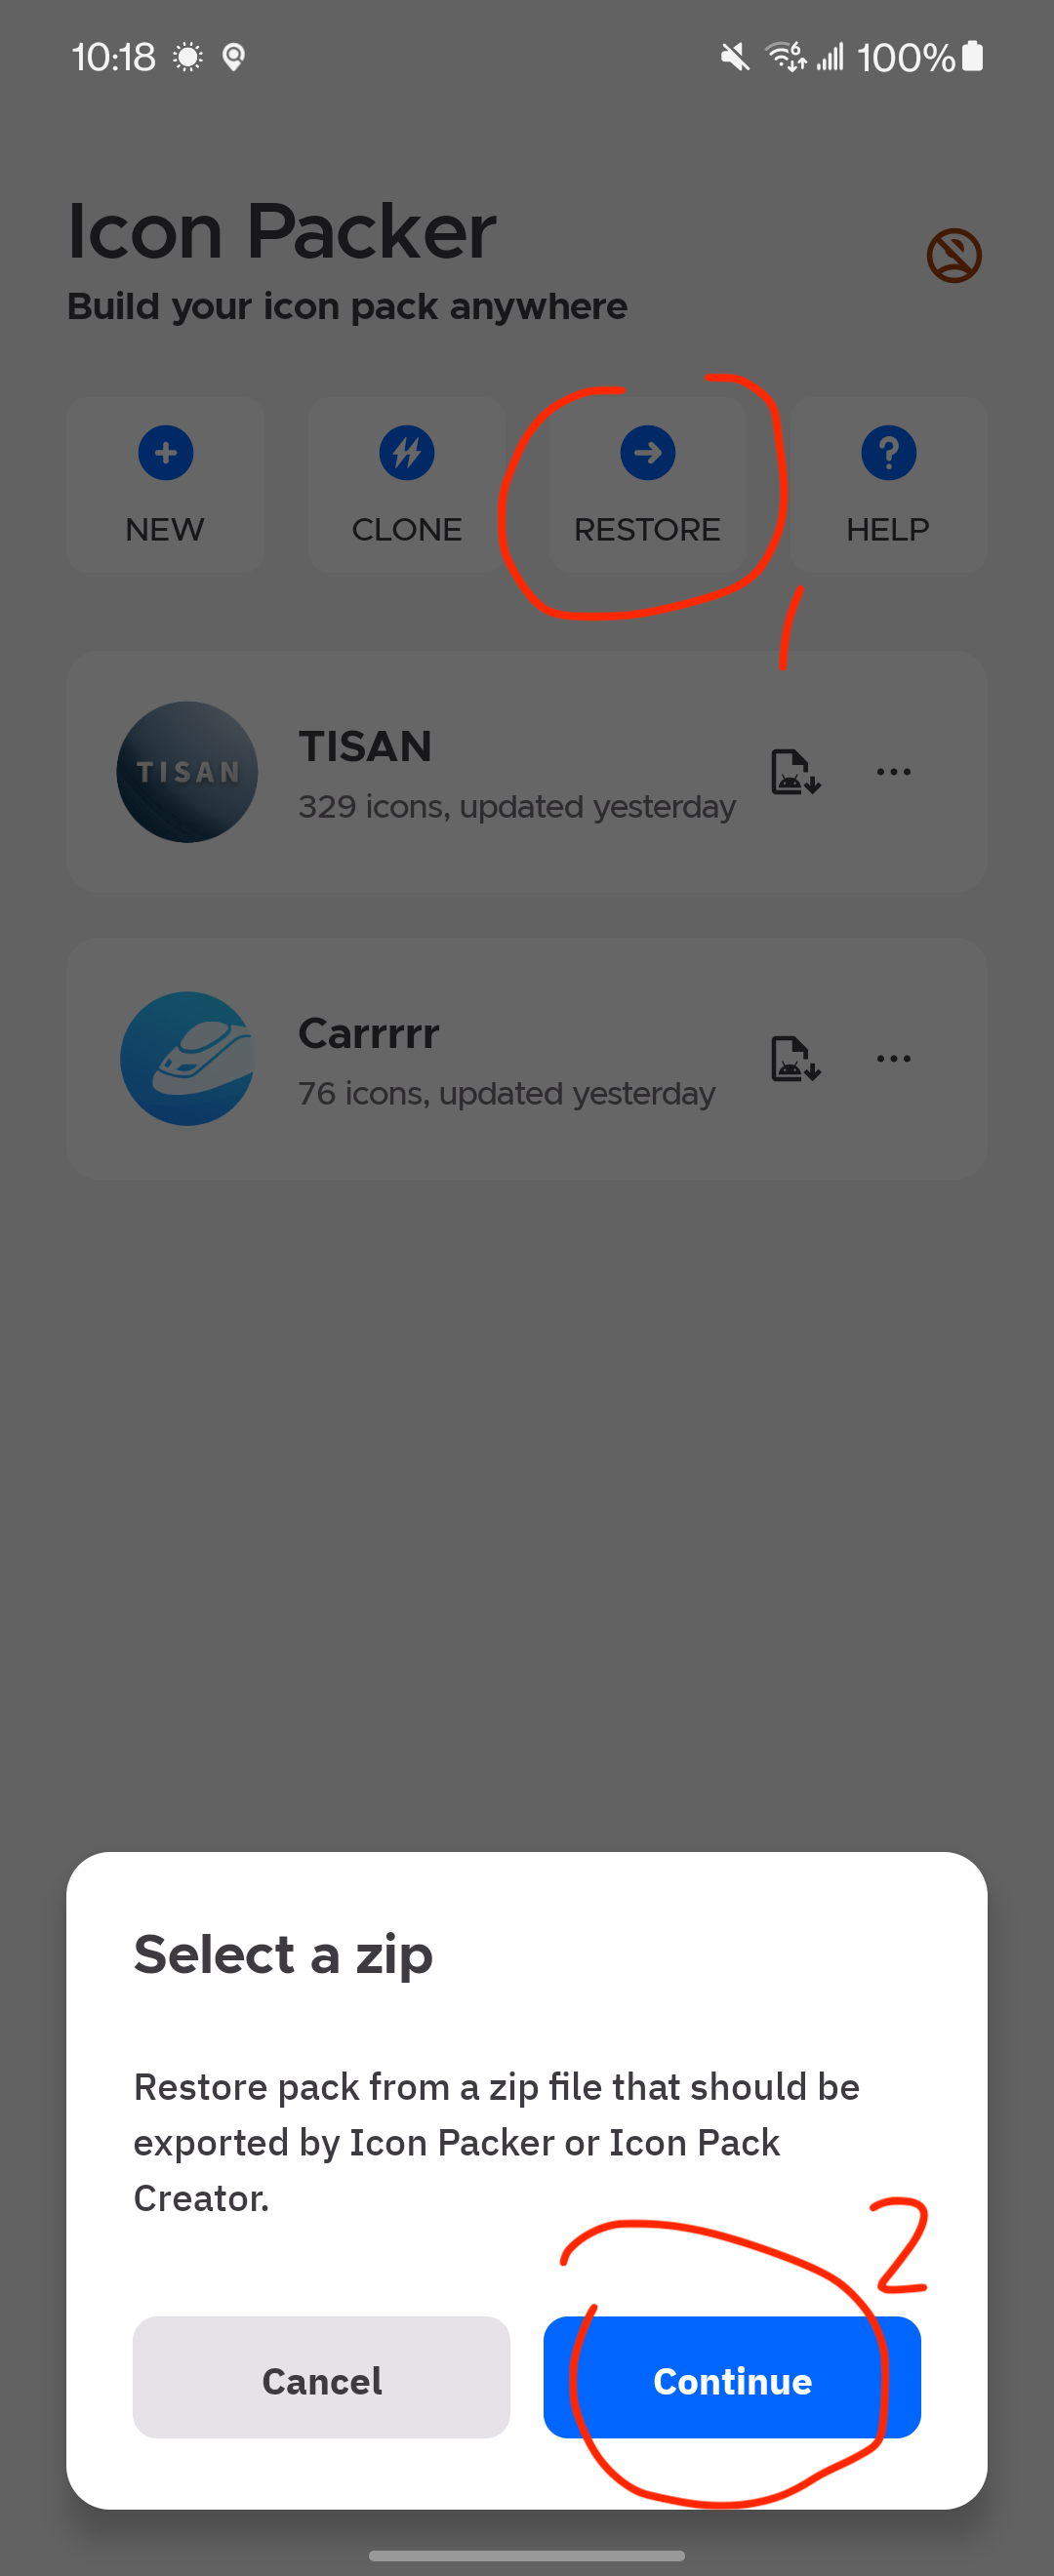 10:18 6 100%
Icon Packer
Build your icon pack anywhere
NEW CLONE RESTORE HELP
1
TISAN TISAN
329 icons, updated yesterday
Carrrrr
76 icons, updated yesterday
Select a zip
Restore pack from a zip file that should be
exported by Icon Packer or Icon Pack
Creator.
2
Cancel Continue